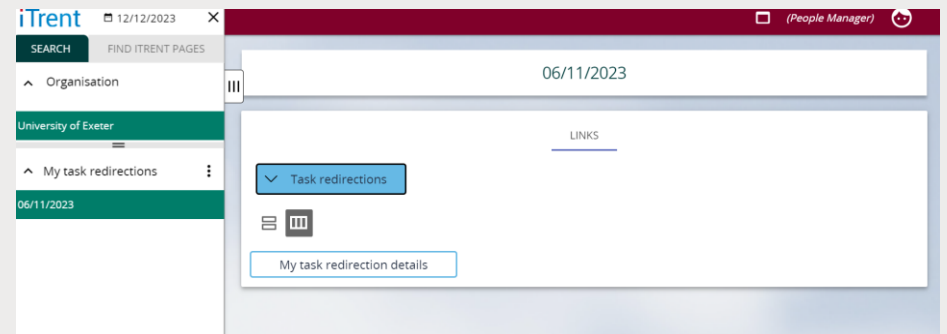 iTrent 12/12/2023 X
(People Manager)
SEARCH FIND ITRENT PAGES
Organisation
06/11/2023
University of Exeter
LINKS
My task redirections
Task redirections
06/11/2023
My task redirection details